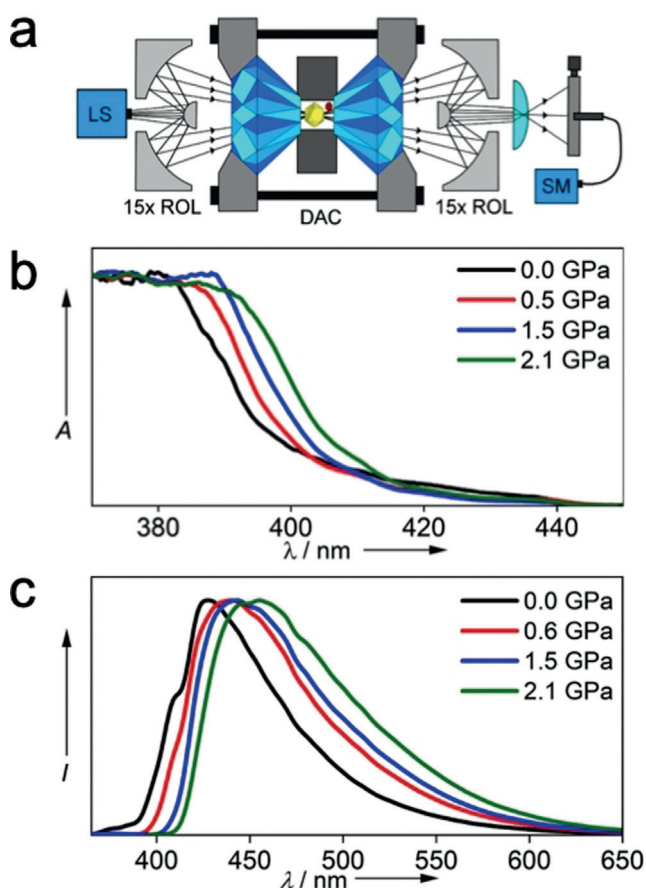 a
LS
15x ROL
DAC
15x ROL
SM
b
0.0 GPa
0.5 GPa
1.5 GPa
2.1 GPa
A
380 400 420 440
λ / nm
c
0.0 GPa
0.6 GPa
1.5 GPa
2.1 GPa
I
400 450 500 550 600 650
λ / nm